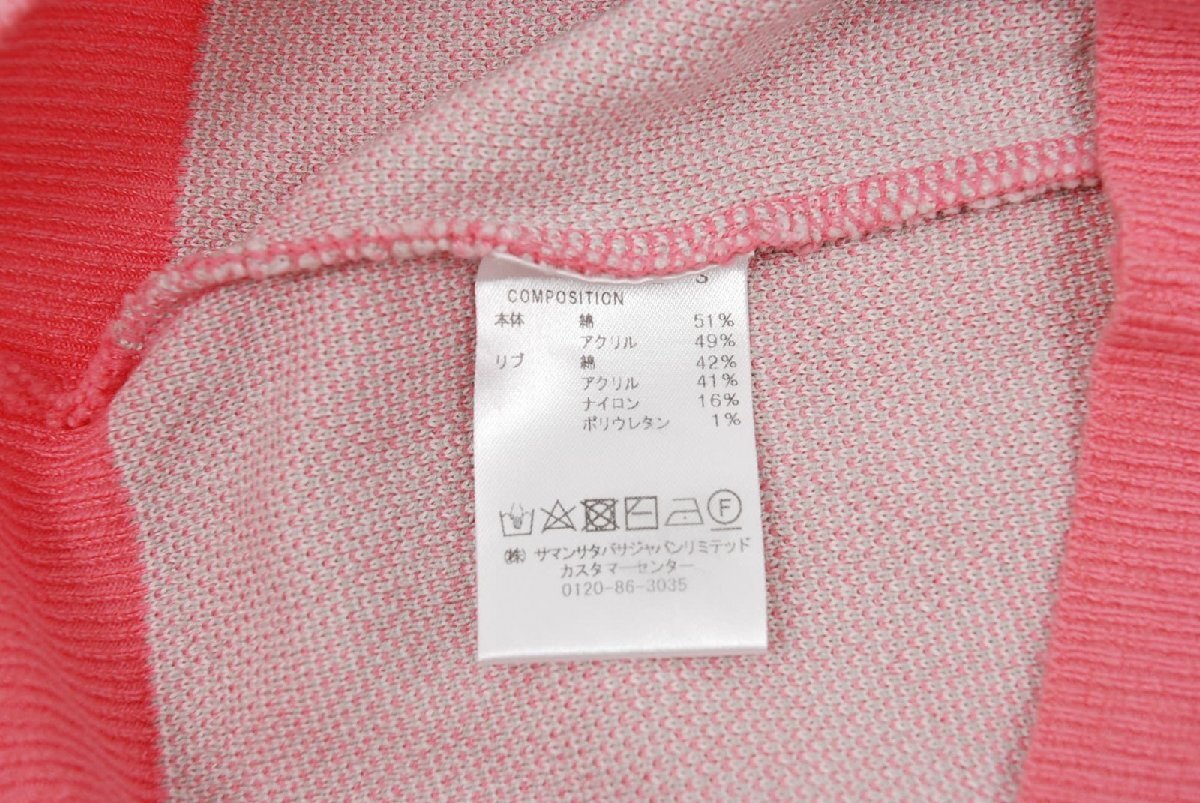 S
COMPOSITION
本体 綿 51%
アクリル 49%
リブ 綿 42%
アクリル 41%
ナイロン 16%
ポリウレタン 1%
F
㈱ サマンサタバサジャパンリミテッド
カスタマーセンター
0120-86-3035